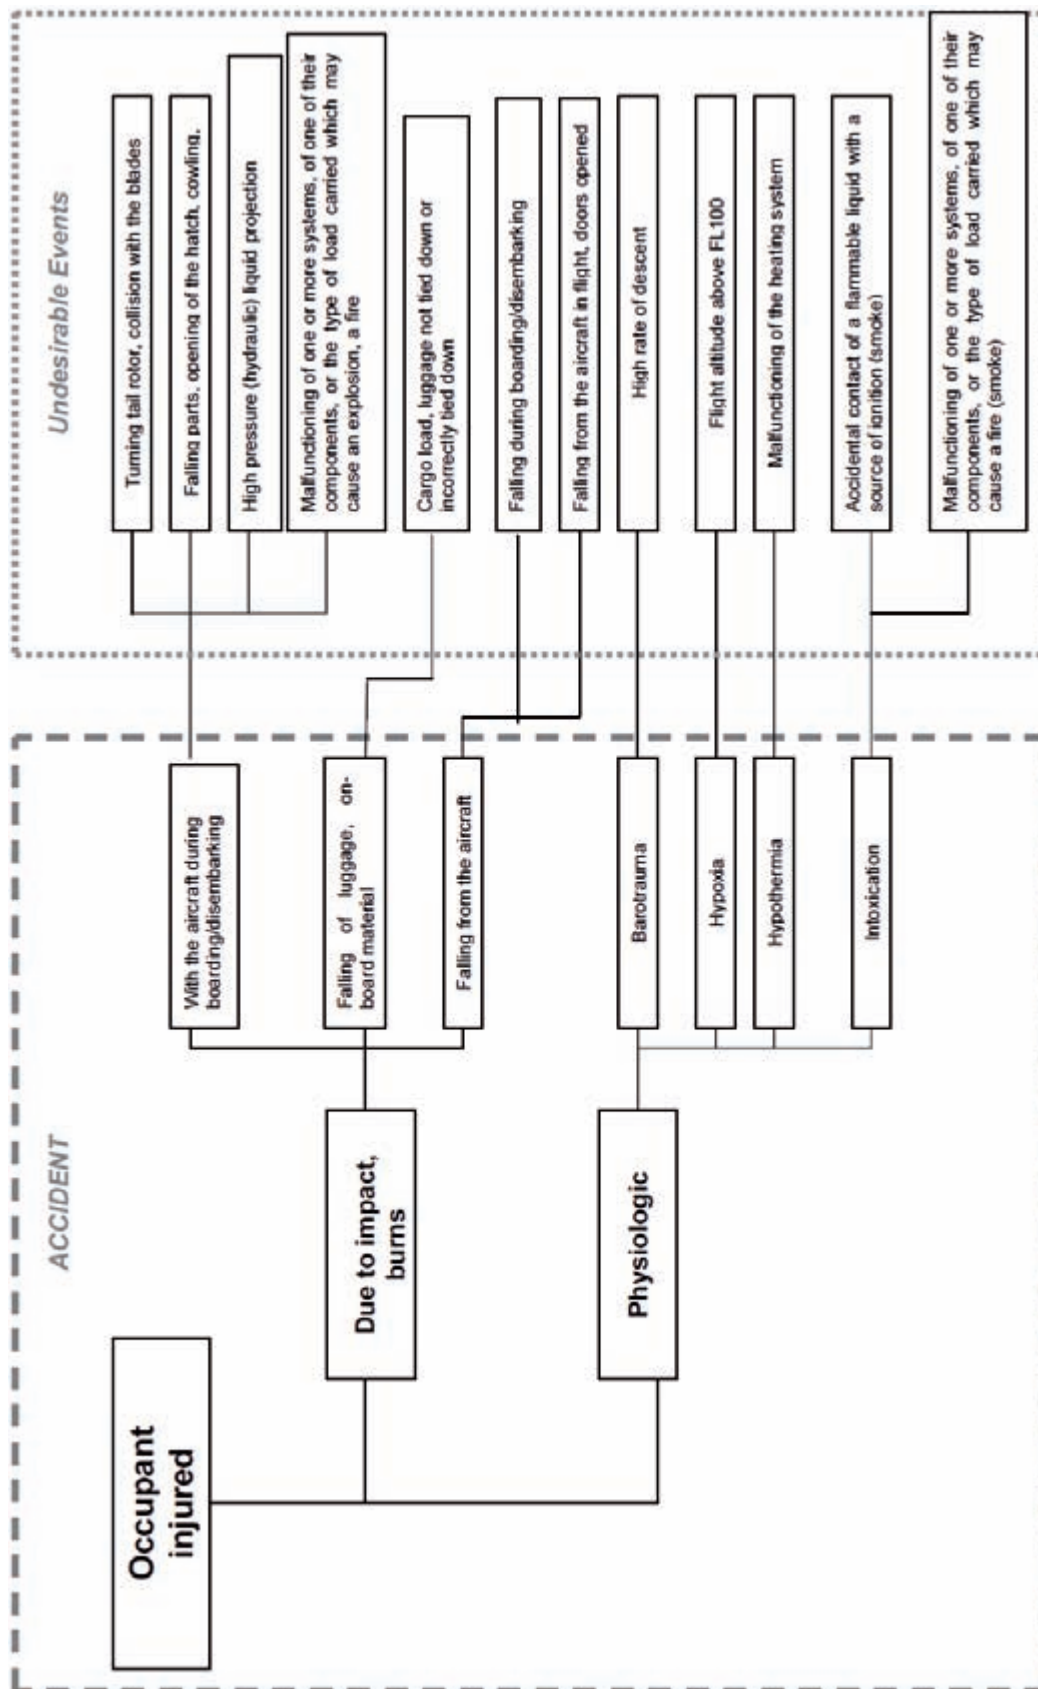 ACCIDENT
Undesirable Events
Occupant
injured
Due to impact,
burns
Physiologic
With the aircraft during
boarding/disembarking
Falling of luggage, on-
board material
Falling from the aircraft
Barotrauma
Hypoxia
Hypothermia
Intoxication
Turning tail rotor, collision with the blades
Falling parts, opening of the hatch, cowling.
High pressure (hydraulic) liquid projection
Malfunctioning of one or more systems, of one of their
components, or the type of load carried which may
cause an explosion, a fire
Cargo load, luggage not tied down or
incorrectly tied down
Falling during boarding/disembarking
Falling from the aircraft in flight, doors opened
High rate of descent
Flight altitude above FL100
Malfunctioning of the heating system
Accidental contact of a flammable liquid with a
source of ignition (smoke)
Malfunctioning of one or more systems, of one of their
components, or the type of load carried which may
cause a fire (smoke)